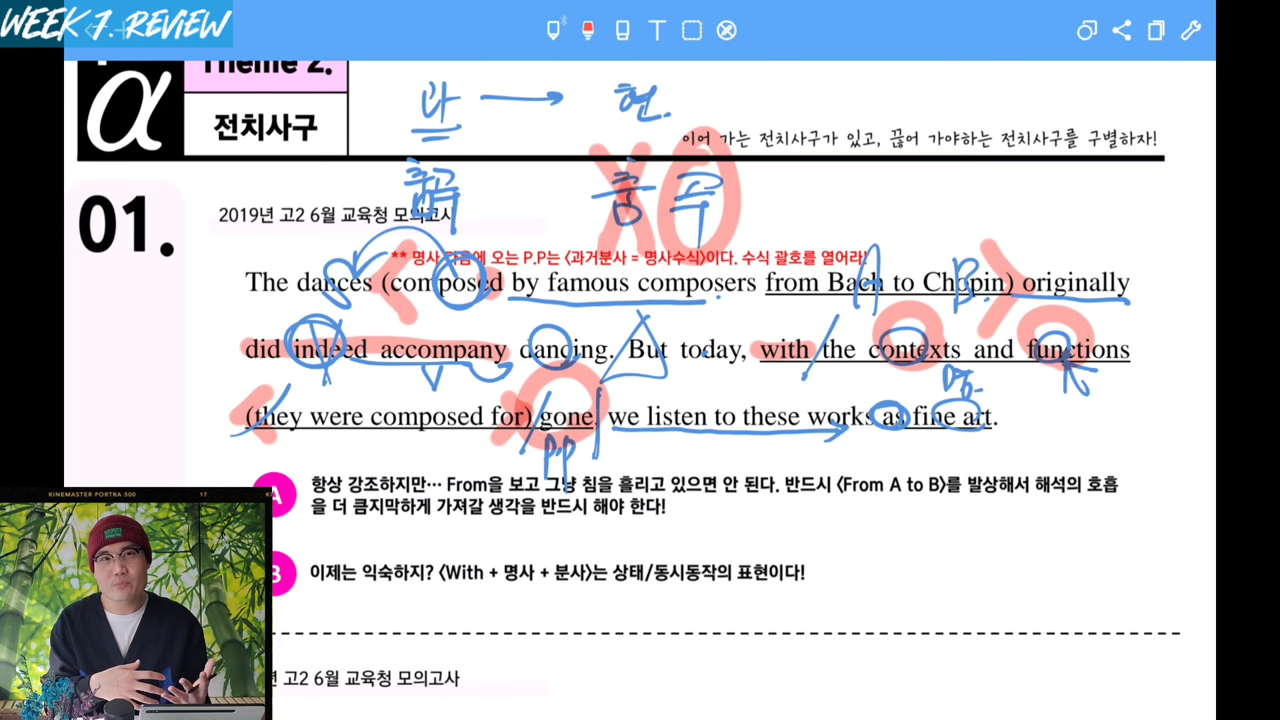 WEEK 7. REVIEW
T
α
Theme 2.
전치사구
과 → 현.
이어 가는 전치사구가 있고, 끊어 가야하는 전치사구를 구별하자!
춤곡
춤 곡
01.
2019년 고2 6월 교육청 모의고사
** 명사 다음에 오는 P.P는 <과거분사 = 명사수식>이다. 수식 괄호를 열어라!
A B
The dances (composed by famous composers from Bach to Chopin) originally
did indeed accompany dancing. But today, with the contexts and functions
V
(they were composed for) gone, we listen to these works as fine art.
P.P
A 항상 강조하지만… From을 보고 그냥 침을 흘리고 있으면 안 된다. 반드시 <From A to B>를 발상해서 해석의 호흡
을 더 큼지막하게 가져갈 생각을 반드시 해야 한다!
B 이제는 익숙하지? <With + 명사 + 분사>는 상태/동시동작의 표현이다!
KINEMASTER PORTRA 500 17
고2 6월 교육청 모의고사